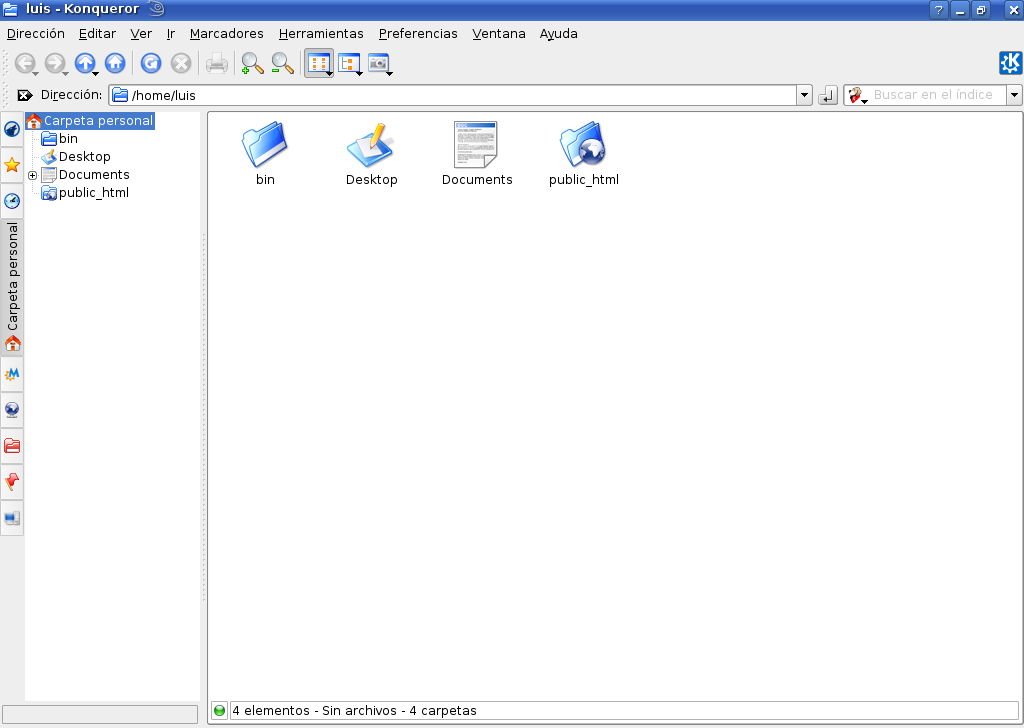 luis - Konqueror
Dirección Editar Ver Ir Marcadores Herramientas Preferencias Ventana Ayuda
Dirección: /home/luis Buscar en el índice
Carpeta personal
bin
Desktop
Documents
public_html
Carpeta personal
bin Desktop Documents public_html
4 elementos - Sin archivos - 4 carpetas